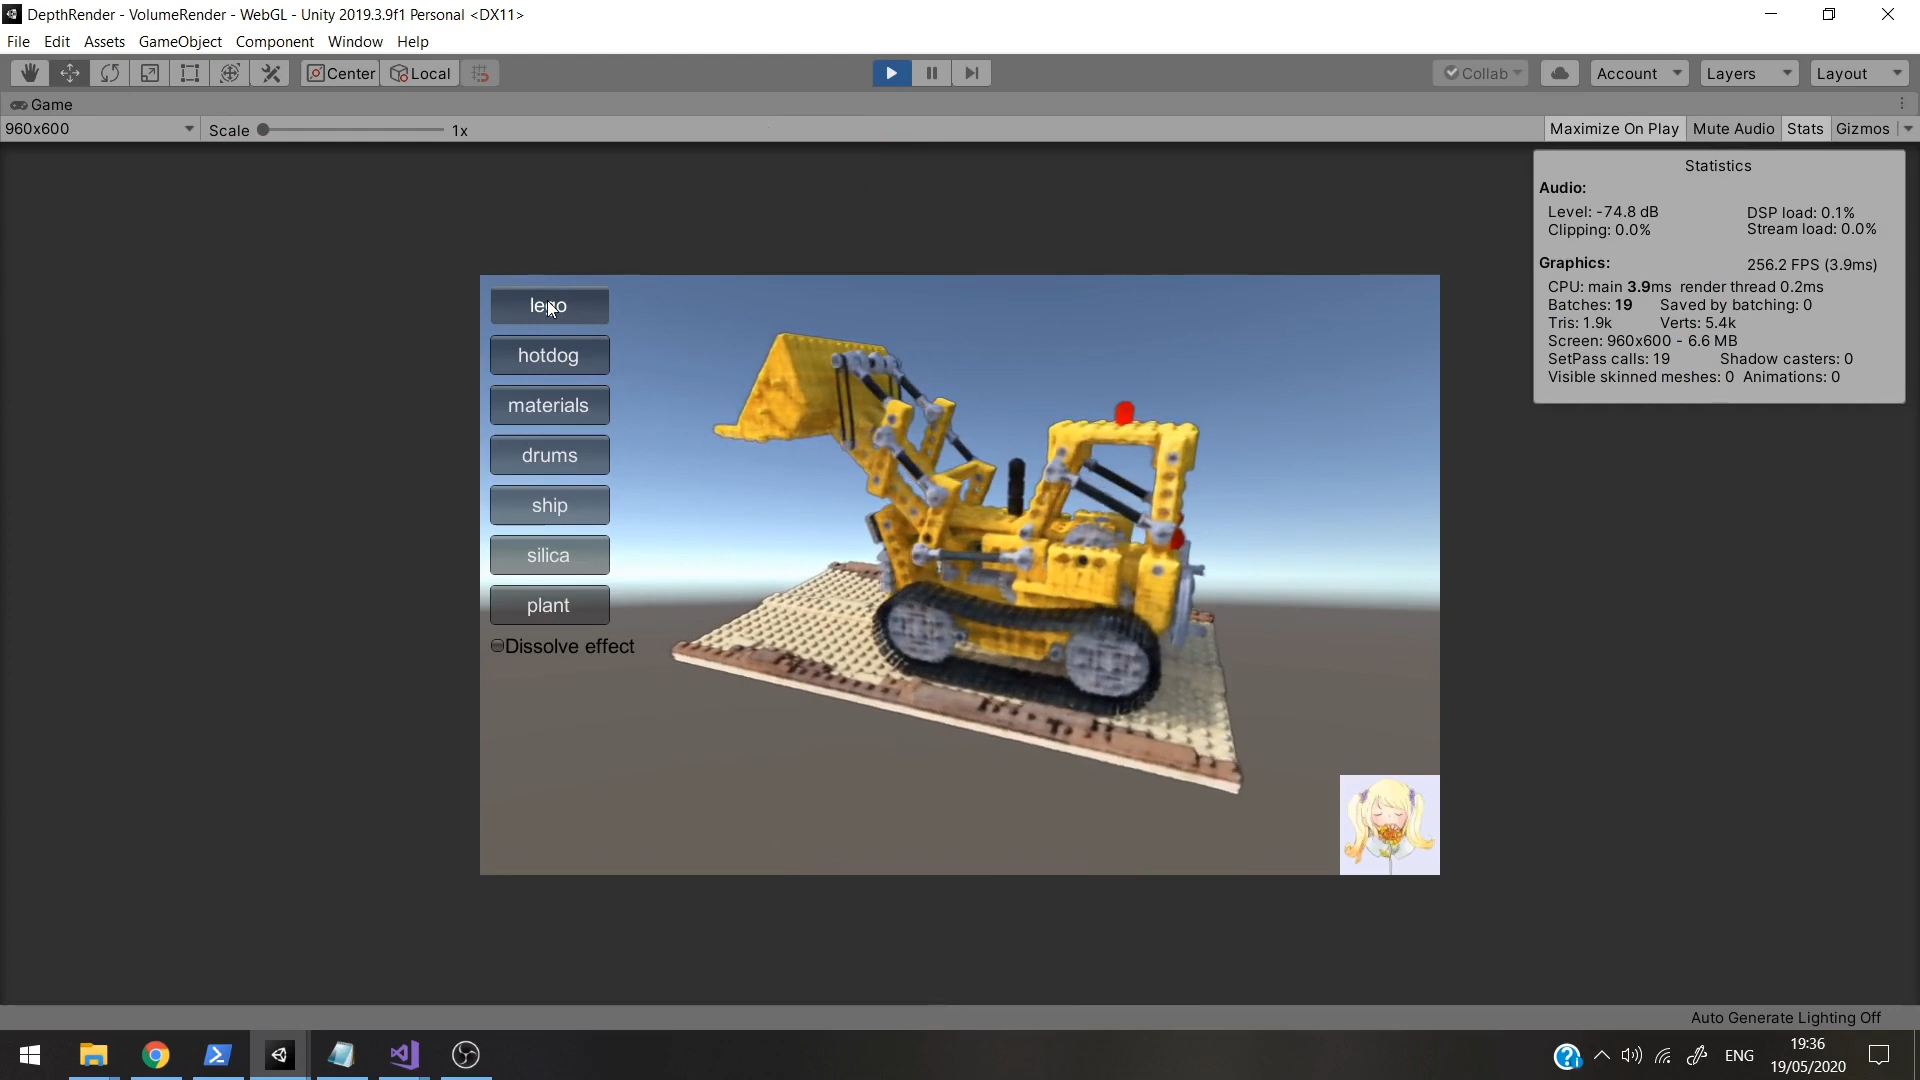 DepthRender - VolumeRender - WebGL - Unity 2019.3.9f1 Personal <DX11>
File Edit Assets GameObject Component Window Help
Center Local Collab Account Layers Layout
Game
960x600 Scale 1x Maximize On Play Mute Audio Stats Gizmos
Statistics
Audio:
Level: -74.8 dB DSP load: 0.1%
Clipping: 0.0% Stream load: 0.0%
Graphics: 256.2 FPS (3.9ms)
CPU: main 3.9ms render thread 0.2ms
Batches: 19 Saved by batching: 0
Tris: 1.9k Verts: 5.4k
Screen: 960x600 - 6.6 MB
SetPass calls: 19 Shadow casters: 0
Visible skinned meshes: 0 Animations: 0
lego
hotdog
materials
drums
ship
silica
plant
Dissolve effect
Auto Generate Lighting Off
ENG
19:36
19/05/2020